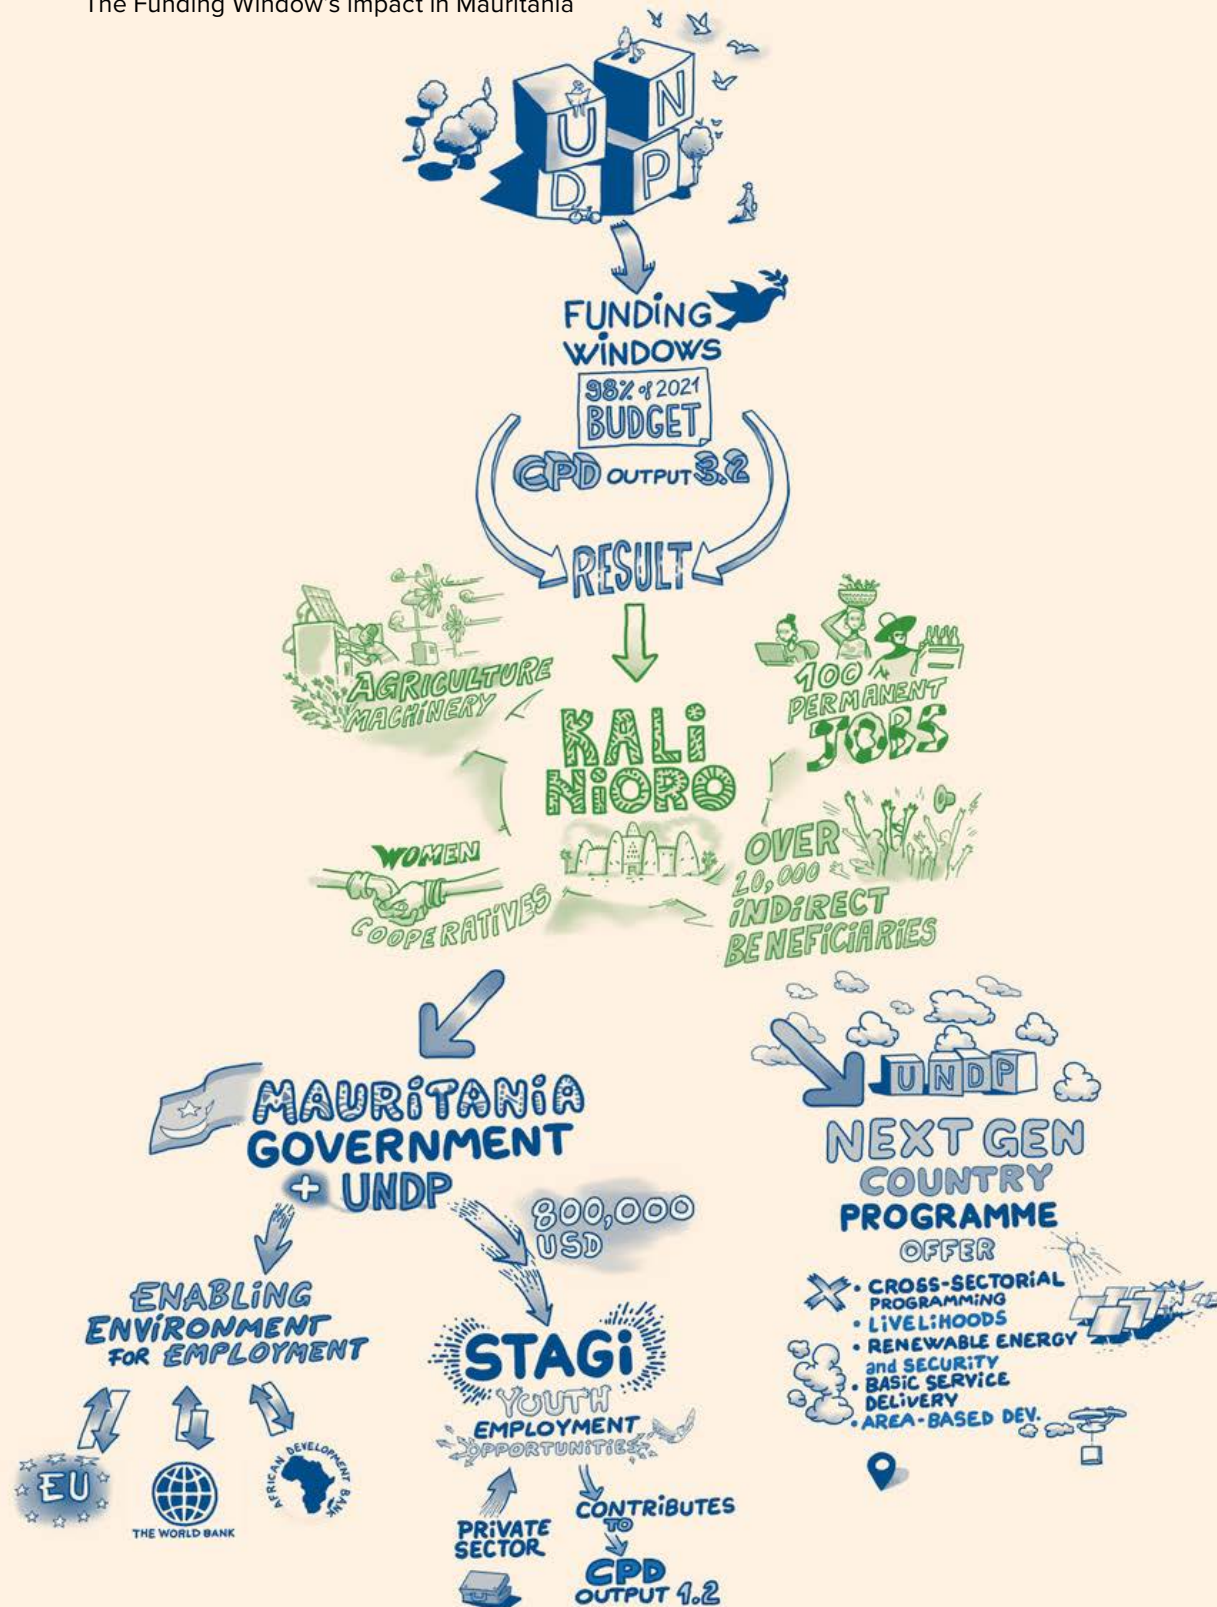 The Funding Window's Impact in Mauritania
U N
D P
FUNDiNG
WiNDOWS
98% of 2021
BUDGET
CPD OUTPUT 3.2
RESULT
AGRICULTURE
MACHINERY
100
PERMANENT
JOBS
KALi
NiORO
WOMEN
COOPERATiVES
OVER
20,000
iNDiRECT
BENEFiCiARiES
MAURiTANiA
GOVERNMENT
+ UNDP
800,000
USD
ENABLiNG
ENViRONMENT
FOR EMPLOYMENT
EU
THE WORLD BANK
AFRICAN DEVELOPMENT BANK
STAGi
YOUTH
EMPLOYMENT
OPPORTUNiTiES
PRiVATE
SECTOR
CONTRiBUTES
TO
CPD
OUTPUT 1.2
UNDP
NEXT GEN
COUNTRY
PROGRAMME
OFFER
• CROSS-SECTORiAL
PROGRAMMiNG
• LiVELiHOODS
• RENEWABLE ENERGY
and SECURiTY
• BASiC SERViCE
DELiVERY
• AREA-BASED DEV.